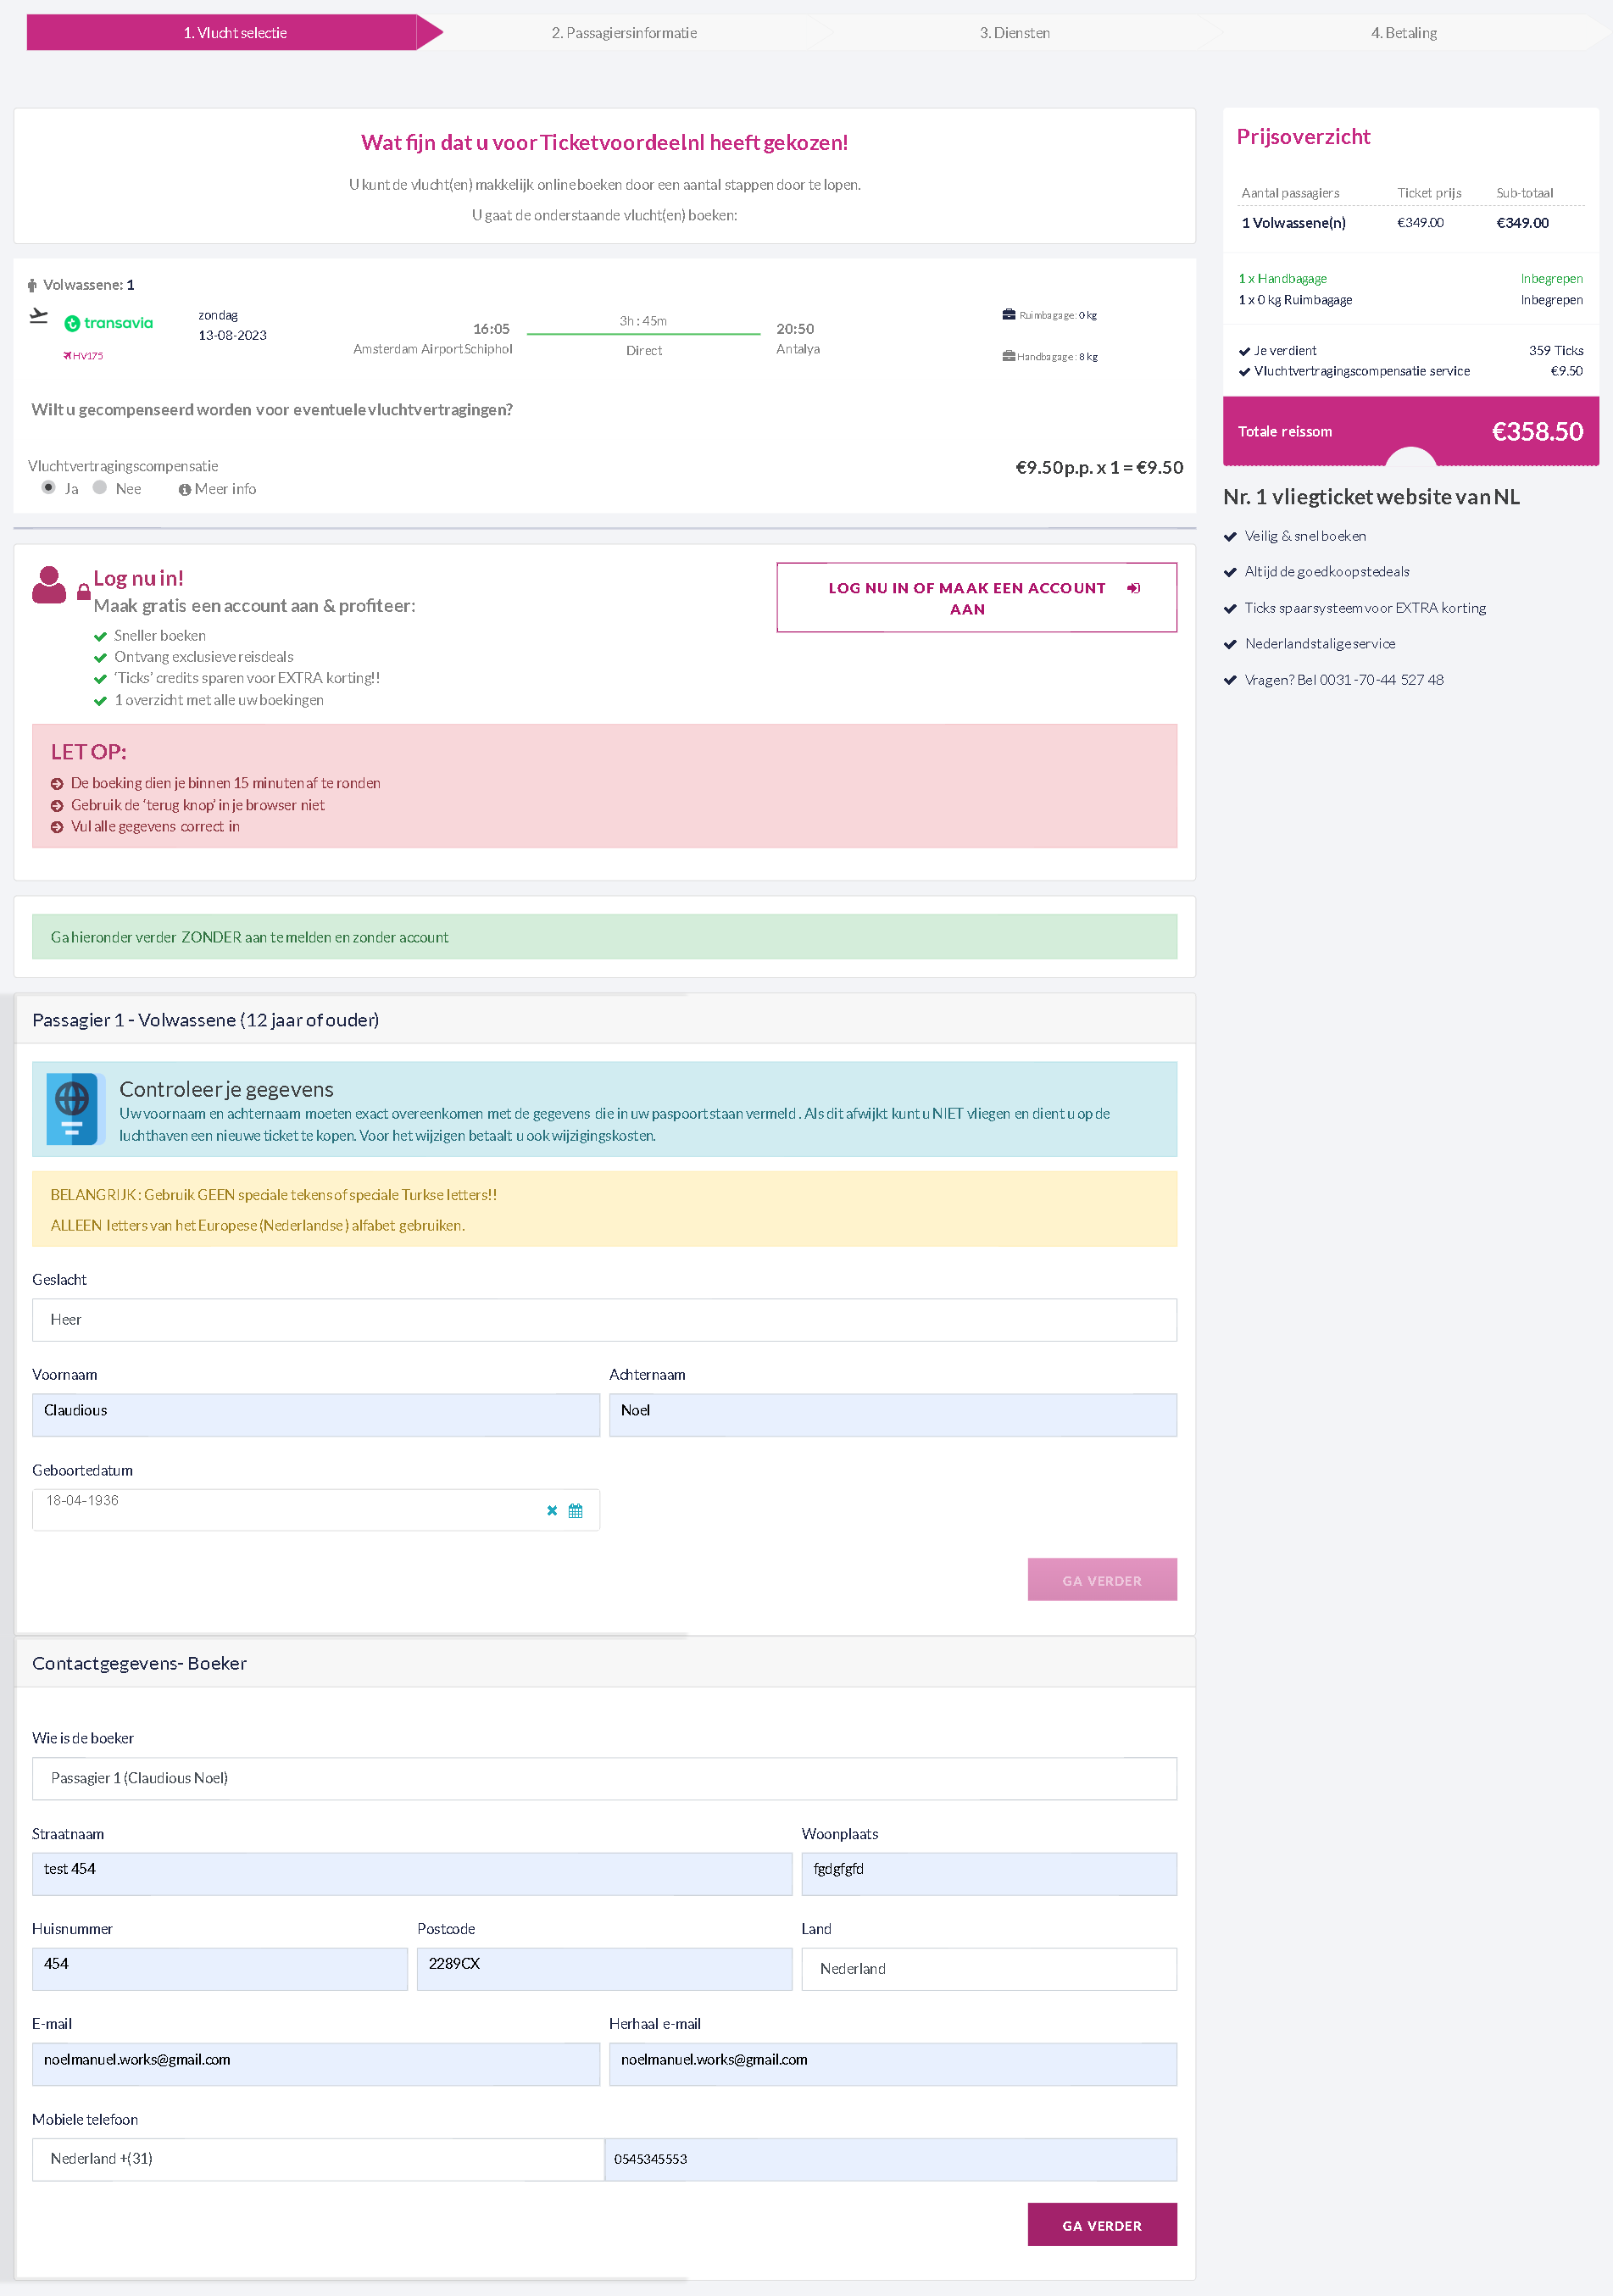 1. Vlucht selectie
2. Passagiersinformatie
3. Diensten
4. Betaling
Wat fijn dat u voor Ticketvoordeel.nl heeft gekozen!
U kunt de vlucht(en) makkelijk online boeken door een aantal stappen door te lopen.
U gaat de onderstaande vlucht(en) boeken:
Volwassene: 1
transavia
HV175
zondag
13-08-2023
16:05
Amsterdam Airport Schiphol
3h : 45m
Direct
20:50
Antalya
Ruimbagage: 0 kg
Handbagage: 8 kg
Wilt u gecompenseerd worden voor eventuele vluchtvertragingen?
Vluchtvertragingscompensatie
Ja Nee Meer info
€9.50 p.p. x 1 = €9.50
Log nu in!
Maak gratis een account aan & profiteer:
Sneller boeken
Ontvang exclusieve reisdeals
'Ticks' credits sparen voor EXTRA korting!!
1 overzicht met alle uw boekingen
LOG NU IN OF MAAK EEN ACCOUNT
AAN
LET OP:
De boeking dien je binnen 15 minuten af te ronden
Gebruik de 'terug knop' in je browser niet
Vul alle gegevens correct in
Ga hieronder verder ZONDER aan te melden en zonder account
Passagier 1 - Volwassene (12 jaar of ouder)
Controleer je gegevens
Uw voornaam en achternaam moeten exact overeenkomen met de gegevens die in uw paspoort staan vermeld. Als dit afwijkt kunt u NIET vliegen en dient u op de
luchthaven een nieuwe ticket te kopen. Voor het wijzigen betaalt u ook wijzigingskosten.
BELANGRIJK: Gebruik GEEN speciale tekens of speciale Turkse letters!!
ALLEEN letters van het Europese (Nederlandse) alfabet gebruiken.
Geslacht
Heer
Voornaam
Achternaam
Claudious
Noel
Geboortedatum
18-04-1936
GA VERDER
Contactgegevens- Boeker
Wie is de boeker
Passagier 1 (Claudious Noel)
Straatnaam
Woonplaats
test 454
fgdgfgfd
Huisnummer
Postcode
Land
454
2289CX
Nederland
E-mail
Herhaal e-mail
noelmanuel.works@gmail.com
noelmanuel.works@gmail.com
Mobiele telefoon
Nederland +(31)
0545345553
GA VERDER
Prijsoverzicht
Aantal passagiers Ticket prijs Sub-totaal
1 Volwassene(n) €349.00 €349.00
1 x Handbagage Inbegrepen
1 x 0 kg Ruimbagage Inbegrepen
Je verdient 359 Ticks
Vluchtvertragingscompensatie service €9.50
Totale reissom €358.50
Nr. 1 vliegticket website van NL
Veilig & snel boeken
Altijd de goedkoopste deals
Ticks spaarsysteem voor EXTRA korting
Nederlandstalige service
Vragen? Bel 0031-70-44 527 48